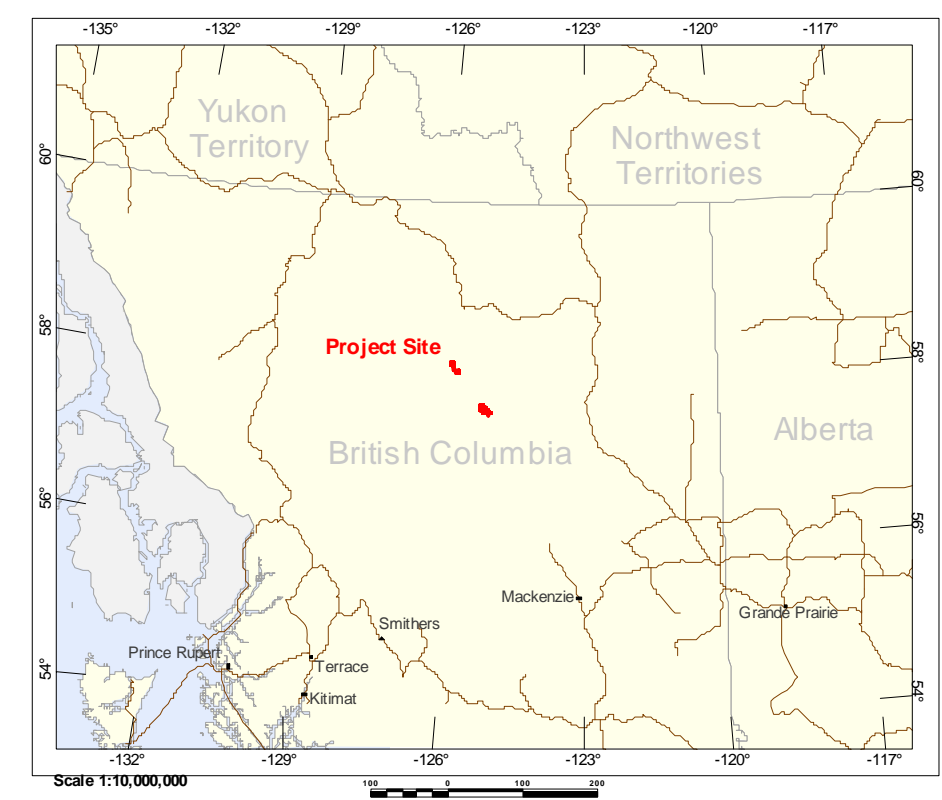 -135° -132° -129° -126° -123° -120° -117°
Yukon
Territory
Northwest
Territories
60°
60°
58°
58°
Project Site
Alberta
British Columbia
56°
56°
Mackenzie
Grande Prairie
Smithers
Prince Rupert
Terrace
54°
54°
Kitimat
-132° -129° -126° -123° -120° -117°
Scale 1:10,000,000
100 0 100 200